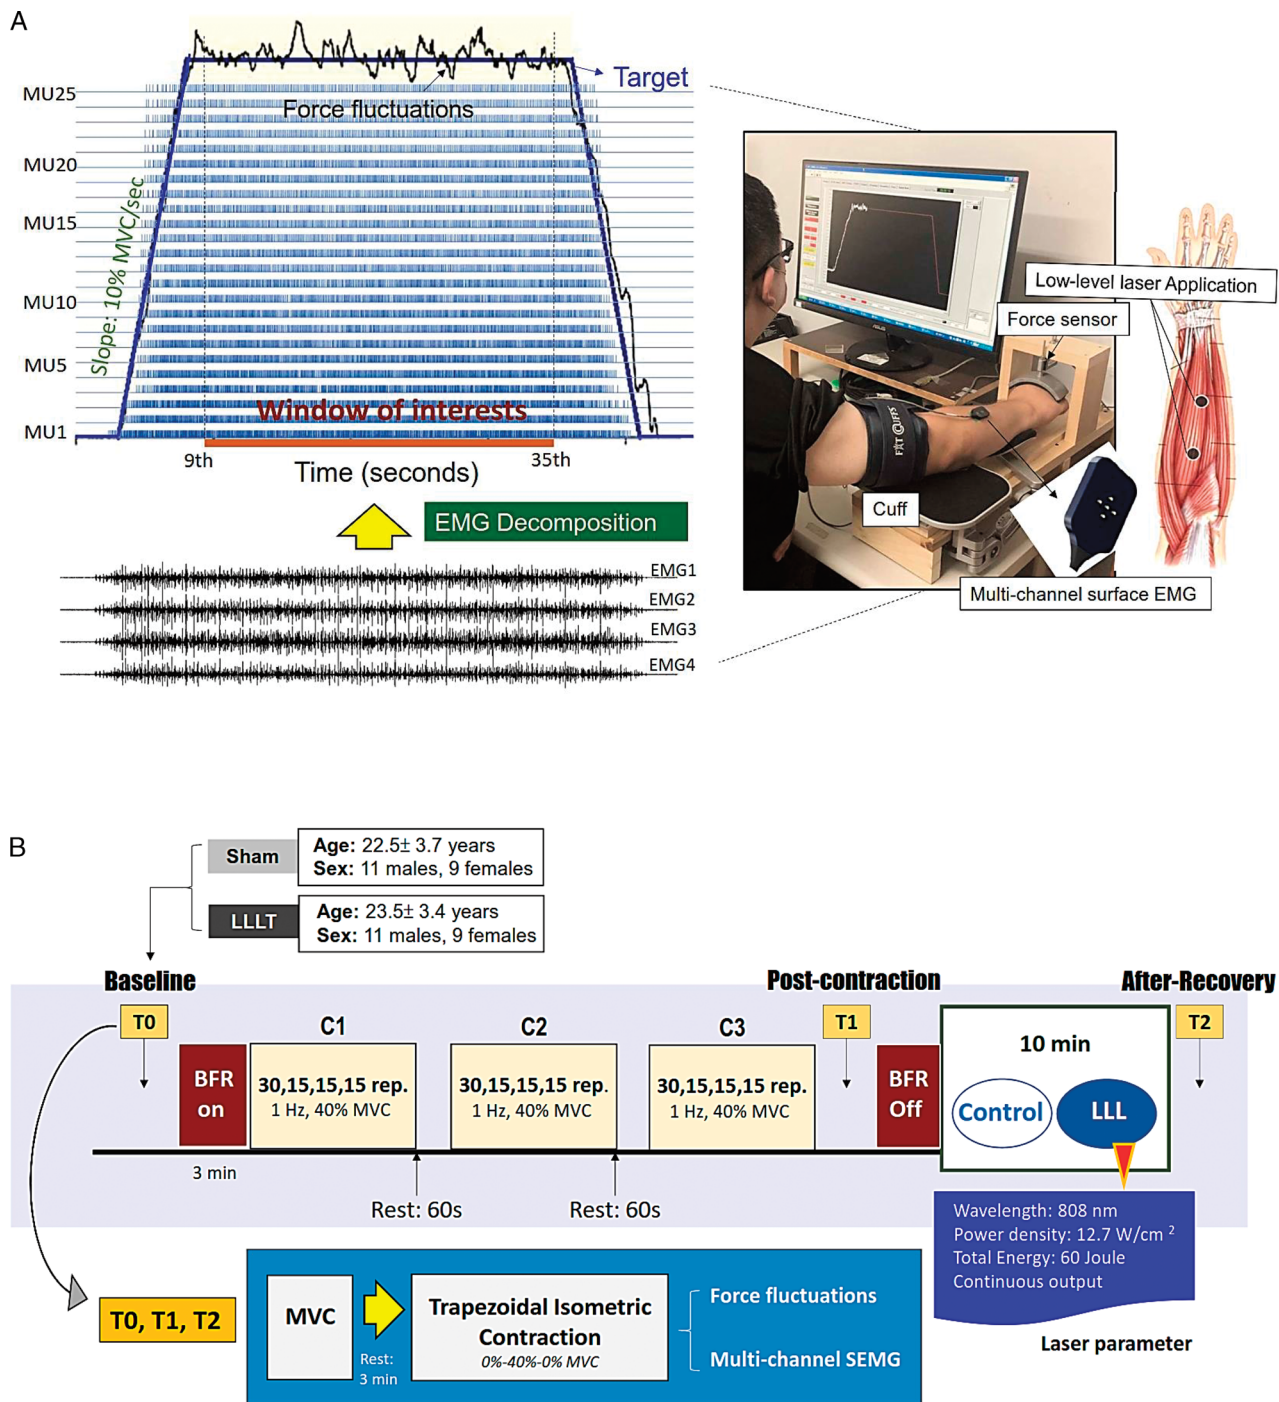 A
MU25
MU20
MU15
MU10
MU5
MU1
Slope: 10% MVC/sec
Target
Force fluctuations
Window of interests
9th
35th
Time (seconds)
EMG Decomposition
EMG1
EMG2
EMG3
EMG4
Low-level laser Application
Force sensor
FIT CUFFS
Cuff
Multi-channel surface EMG
B
Sham
Age: 22.5± 3.7 years
Sex: 11 males, 9 females
LLLT
Age: 23.5± 3.4 years
Sex: 11 males, 9 females
Baseline
Post-contraction
After-Recovery
T0
C1
C2
C3
T1
T2
BFR
on
30,15,15,15 rep.
1 Hz, 40% MVC
30,15,15,15 rep.
1 Hz, 40% MVC
30,15,15,15 rep.
1 Hz, 40% MVC
BFR
Off
10 min
Control
LLL
3 min
Rest: 60s
Rest: 60s
Wavelength: 808 nm
Power density: 12.7 W/cm 2
Total Energy: 60 Joule
Continuous output
Laser parameter
T0, T1, T2
MVC
Rest:
3 min
Trapezoidal Isometric
Contraction
0%-40%-0% MVC
Force fluctuations
Multi-channel SEMG